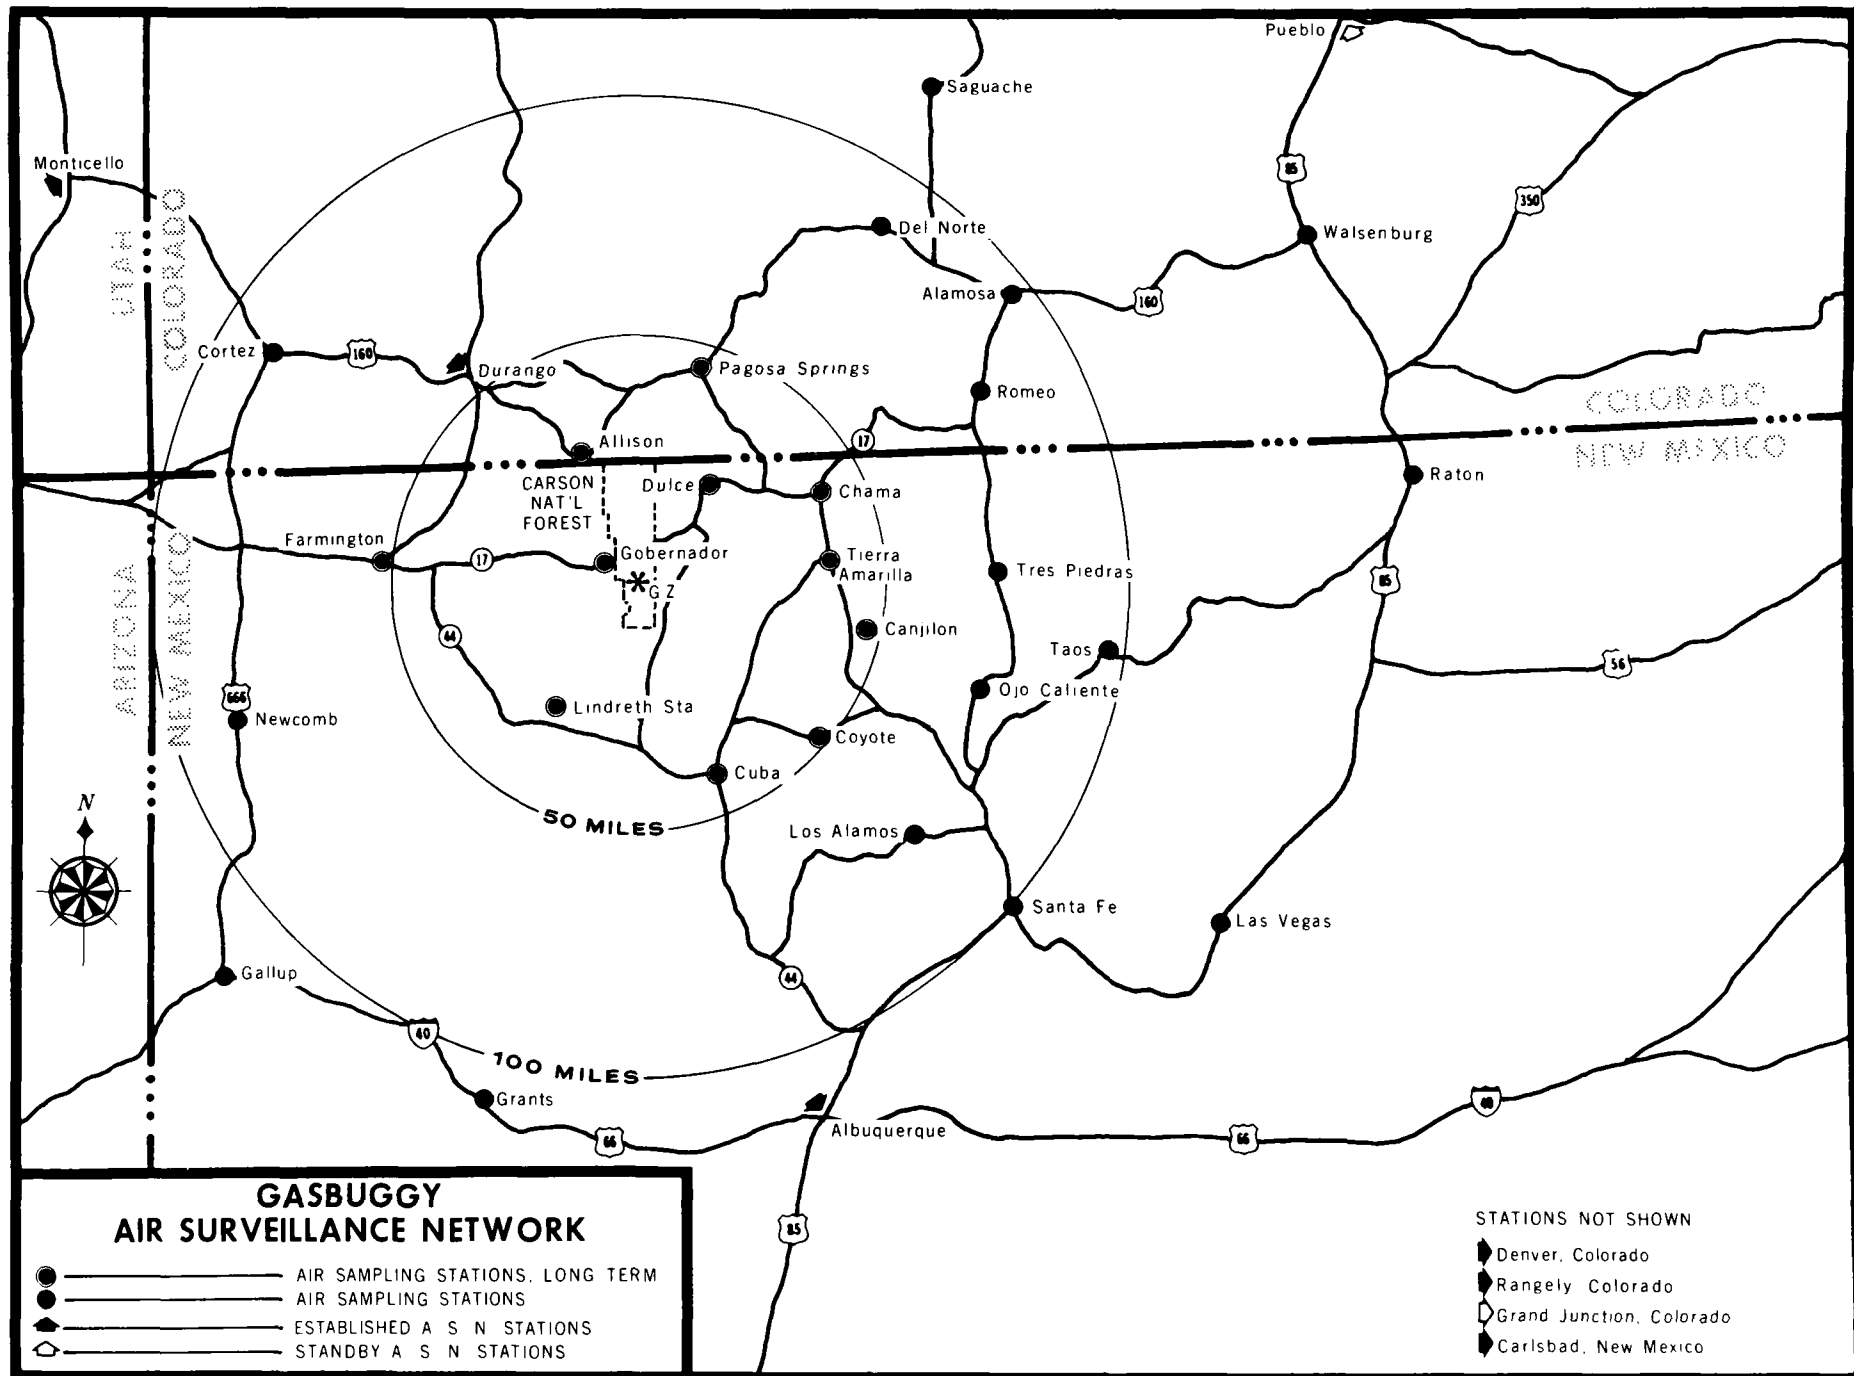 Pueblo
Saguache
Monticello
85
350
UTAH
COLORADO
Del Norte
Walsenburg
Alamosa
160
Cortez
160
Durango
Pagosa Springs
Romeo
COLORADO
NEW MEXICO
17
Allison
CARSON
NAT'L
FOREST
Dulce
Chama
Raton
Farmington
17
Gobernador
GZ
Tierra
Amarilla
Tres Piedras
85
ARIZONA
NEW MEXICO
44
Canjilon
Taos
56
666
Newcomb
Lindreth Sta
Ojo Caliente
Coyote
Cuba
N
50 MILES
Los Alamos
Santa Fe
Las Vegas
Gallup
44
40
100 MILES
Grants
40
66
Albuquerque
66
85
GASBUGGY
AIR SURVEILLANCE NETWORK
AIR SAMPLING STATIONS, LONG TERM
AIR SAMPLING STATIONS
ESTABLISHED A S N STATIONS
STANDBY A S N STATIONS
STATIONS NOT SHOWN
Denver, Colorado
Rangely Colorado
Grand Junction, Colorado
Carlsbad, New Mexico